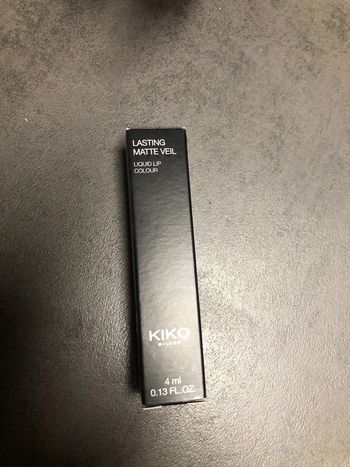 LASTING
MATTE VEIL
LIQUID LIP
COLOUR
KIKO
MILANO
4 ml
0.13 FL.OZ.